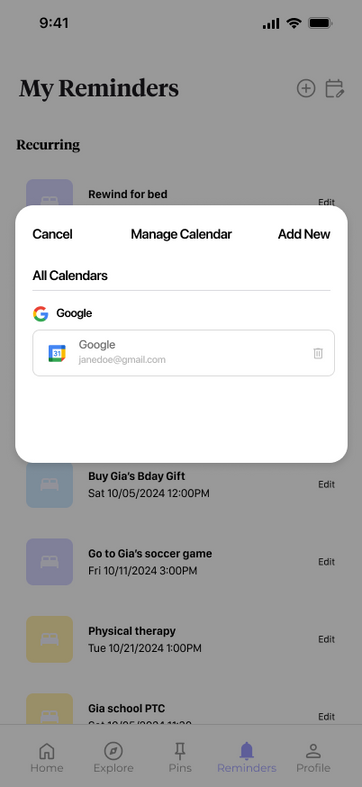 9:41
My Reminders
Recurring
Rewind for bed
Edit
Cancel Manage Calendar Add New
All Calendars
Google
31
Google
janedoe@gmail.com
Buy Gia's Bday Gift
Sat 10/05/2024 12:00PM
Edit
Go to Gia's soccer game
Fri 10/11/2024 3:00PM
Edit
Physical therapy
Tue 10/21/2024 1:00PM
Edit
Gia school PTC
Edit
Home Explore Pins Reminders Profile